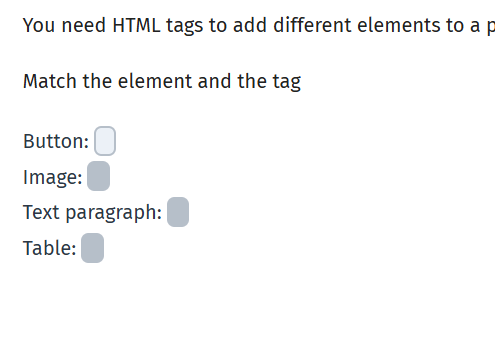 You need HTML tags to add different elements to a p
Match the element and the tag
Button:
Image:
Text paragraph:
Table: